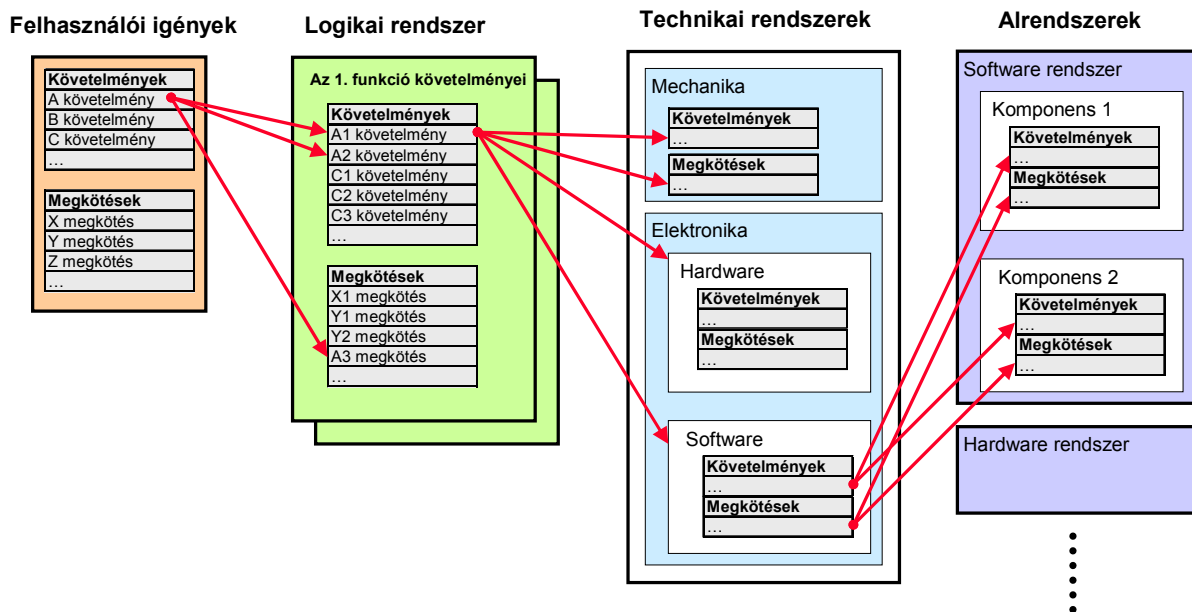 Felhasználói igények
Követelmények
A követelmény
B követelmény
C követelmény
…
Megkötések
X megkötés
Y megkötés
Z megkötés
…
Logikai rendszer
Az 1. funkció követelményei
Követelmények
A1 követelmény
A2 követelmény
C1 követelmény
C2 követelmény
C3 követelmény
…
Megkötések
X1 megkötés
Y1 megkötés
Y2 megkötés
A3 megkötés
…
Technikai rendszerek
Mechanika
Követelmények
…
Megkötések
…
Elektronika
Hardware
Követelmények
…
Megkötések
…
Software
Követelmények
…
Megkötések
…
Alrendszerek
Software rendszer
Komponens 1
Követelmények
…
Megkötések
…
Komponens 2
Követelmények
…
Megkötések
…
Hardware rendszer